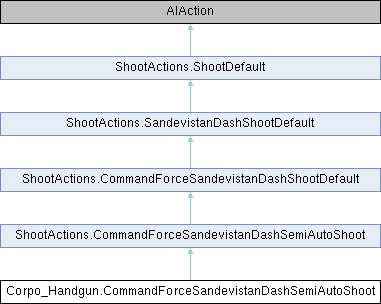 AIAction
ShootActions.ShootDefault
ShootActions.SandevistanDashShootDefault
ShootActions.CommandForceSandevistanDashShootDefault
ShootActions.CommandForceSandevistanDashSemiAutoShoot
Corpo_Handgun.CommandForceSandevistanDashSemiAutoShoot